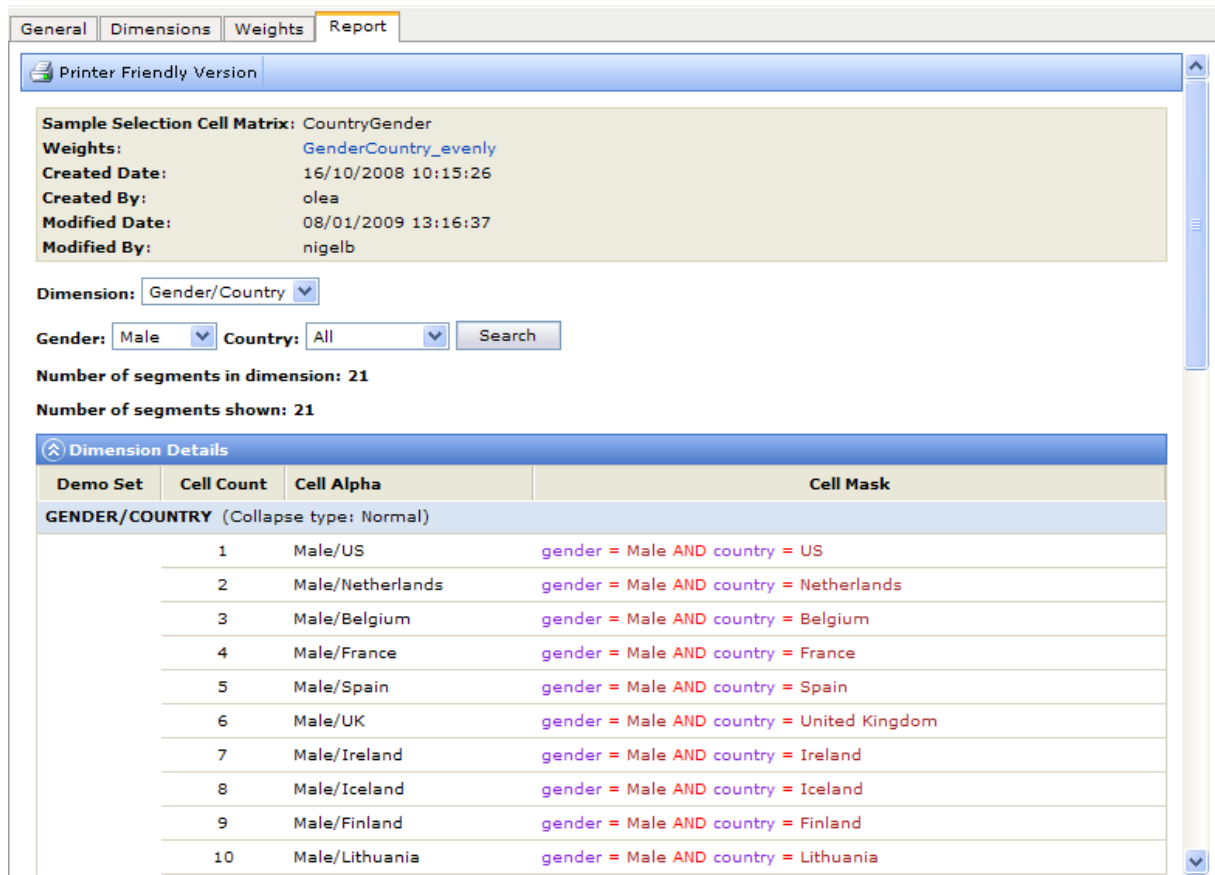 General Dimensions Weights Report
Printer Friendly Version
Sample Selection Cell Matrix: CountryGender
Weights: GenderCountry_evenly
Created Date: 16/10/2008 10:15:26
Created By: olea
Modified Date: 08/01/2009 13:16:37
Modified By: nigelb
Dimension: Gender/Country
Gender: Male Country: All Search
Number of segments in dimension: 21
Number of segments shown: 21
Dimension Details
Demo Set Cell Count Cell Alpha Cell Mask
GENDER/COUNTRY (Collapse type: Normal)
1 Male/US gender = Male AND country = US
2 Male/Netherlands gender = Male AND country = Netherlands
3 Male/Belgium gender = Male AND country = Belgium
4 Male/France gender = Male AND country = France
5 Male/Spain gender = Male AND country = Spain
6 Male/UK gender = Male AND country = United Kingdom
7 Male/Ireland gender = Male AND country = Ireland
8 Male/Iceland gender = Male AND country = Iceland
9 Male/Finland gender = Male AND country = Finland
10 Male/Lithuania gender = Male AND country = Lithuania